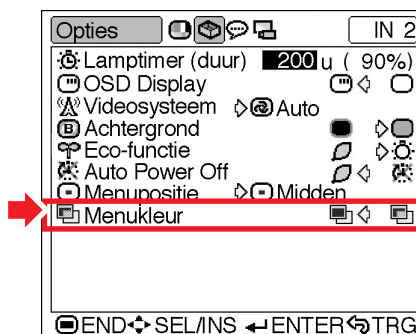 Opties IN 2
Lamptimer (duur) 200 u ( 90%)
OSD Display
Videosysteem Auto
B Achtergrond
Eco-functie
Auto Power Off
Menupositie Midden
Menukleur
END SEL/INS ENTER TRG